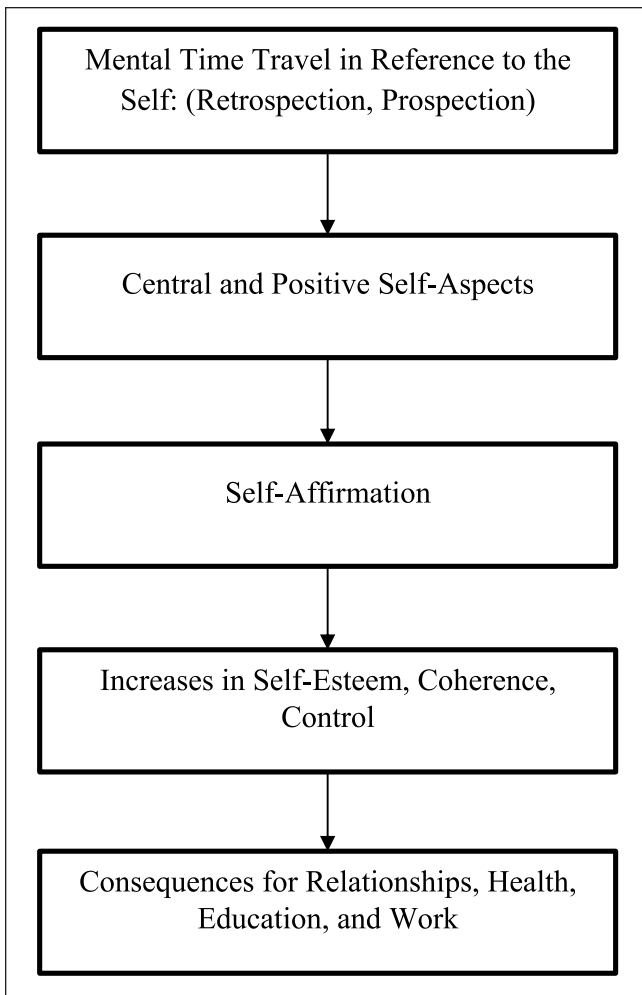 Mental Time Travel in Reference to the
Self: (Retrospection, Prospection)
Central and Positive Self-Aspects
Self-Affirmation
Increases in Self-Esteem, Coherence,
Control
Consequences for Relationships, Health,
Education, and Work